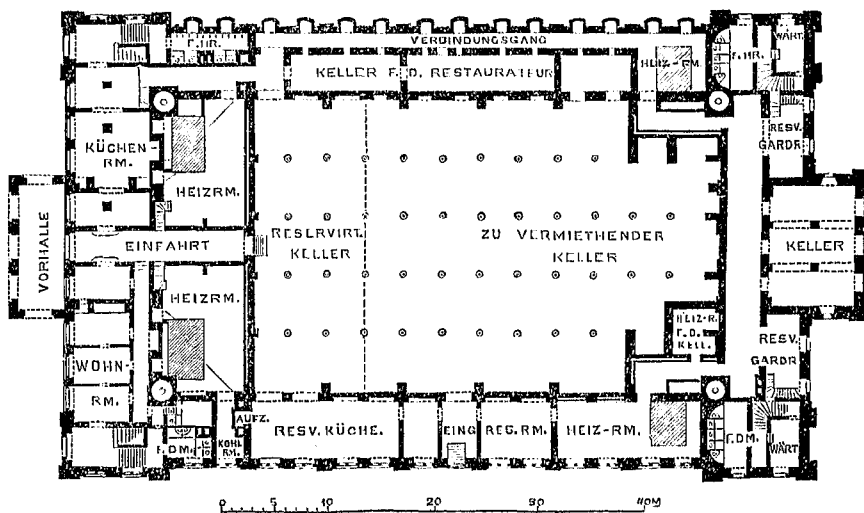 VERBINDUNGSGANG
F. HR.
KELLER F. D. RESTAURATEUR
HEIZ-RM.
F. HR.
WÄRT.
KÜCHEN-
RM.
HEIZRM.
RESV.
GARDR
VORHALLE
EINFAHRT
RESERVIRT.
KELLER
ZU VERMIETHENDER
KELLER
KELLER
HEIZRM.
HEIZ-R.
F. D.
KELL.
RESV.
GARDR
WOHN-
RM.
AUFZ.
F. DM.
KOHL.
RM.
RESV. KÜCHE.
EING
REG. RM.
HEIZ-RM.
F. DM.
WÄRT
0 5 10 20 30 40M